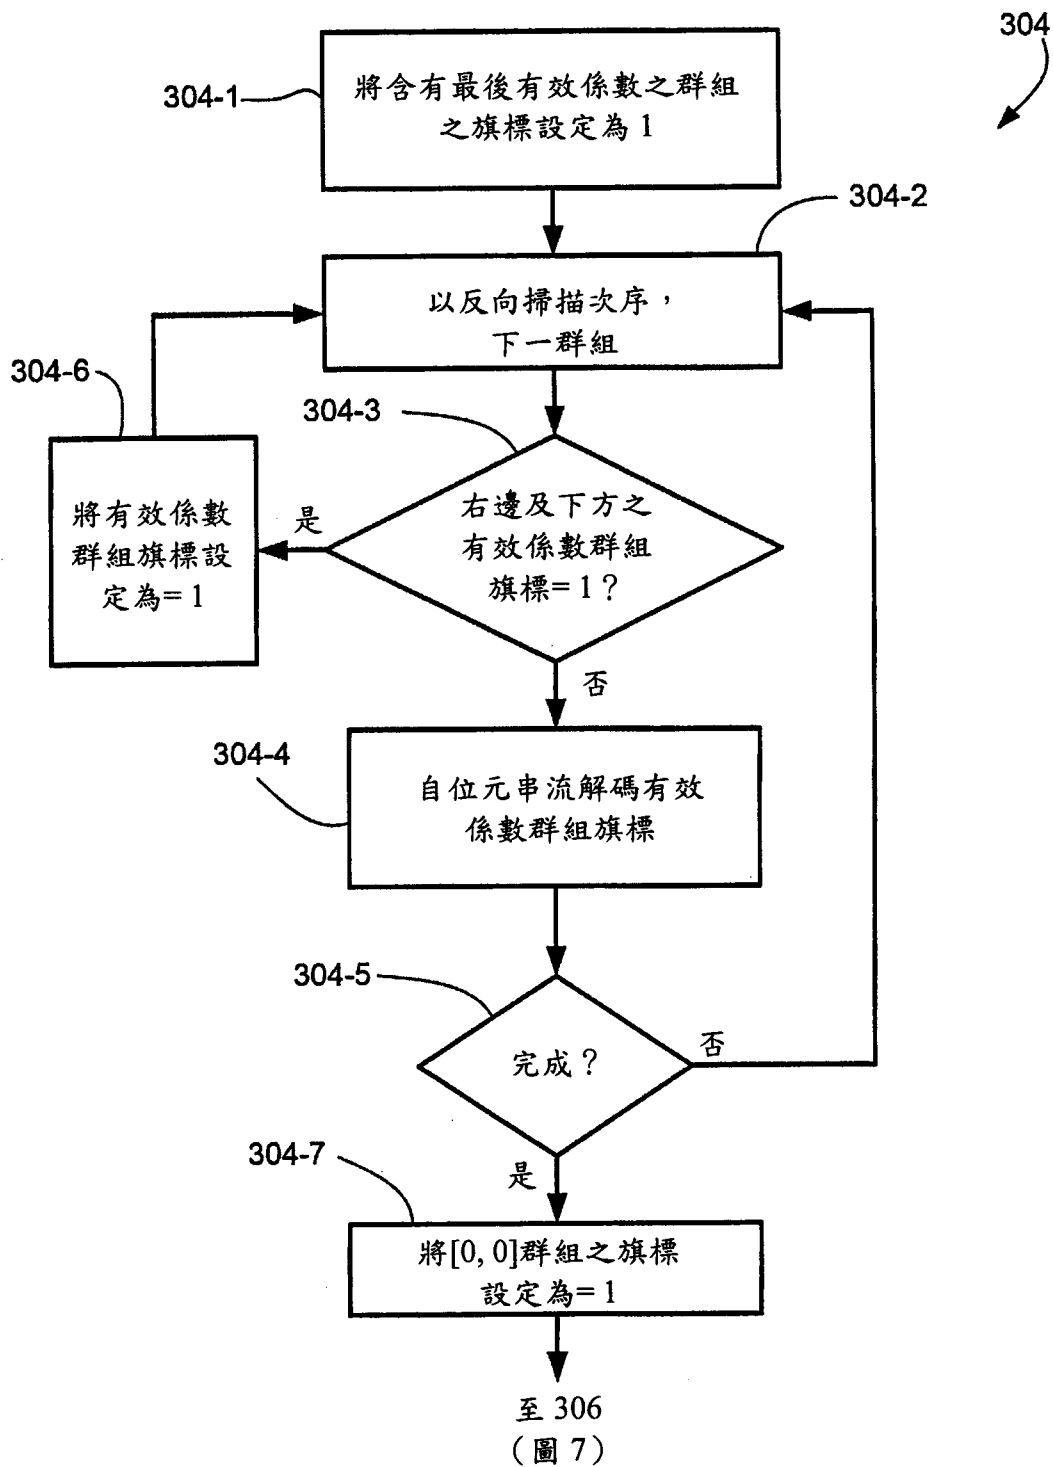 304
304-1
將含有最後有效係數之群組
之旗標設定為 1
304-2
以反向掃描次序，
下一群組
304-6
304-3
將有效係數
群組旗標設
定為= 1
是
右邊及下方之
有效係數群組
旗標= 1？
否
304-4
自位元串流解碼有效
係數群組旗標
304-5
完成？
否
304-7
是
將[0, 0]群組之旗標
設定為= 1
至 306
（圖 7）